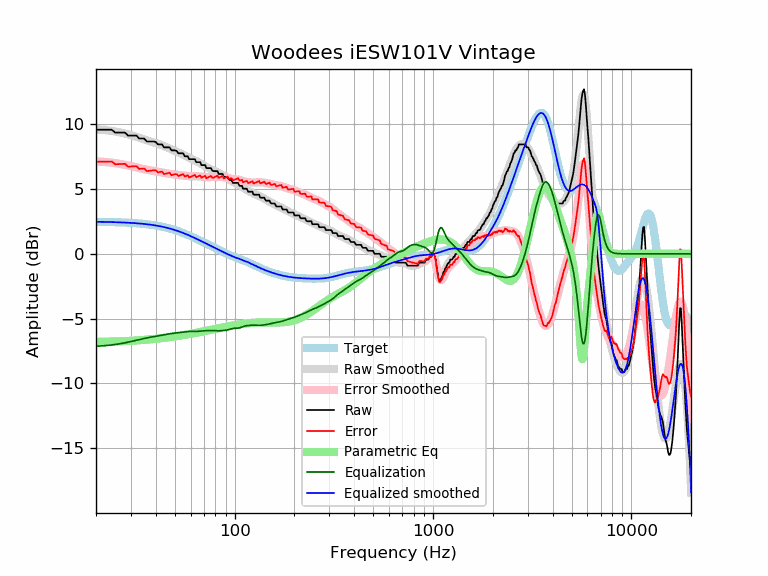 Woodees iESW101V Vintage
10
5
0
−5
−10
−15
Amplitude (dBr)
Target
Raw Smoothed
Error Smoothed
Raw
Error
Parametric Eq
Equalization
Equalized smoothed
100
1000
10000
Frequency (Hz)